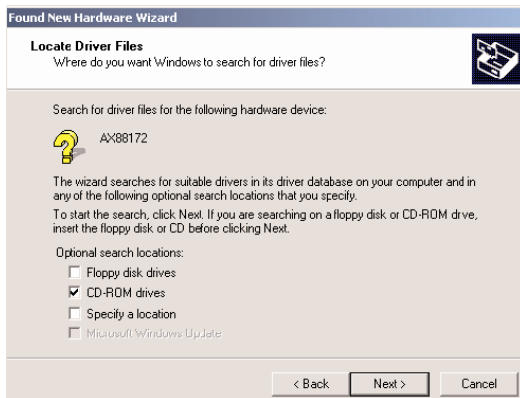 Found New Hardware Wizard
Locate Driver Files
Where do you want Windows to search for driver files?
Search for driver files for the following hardware device:
AX88172
The wizard searches for suitable drivers in its driver database on your computer and in
any of the following optional search locations that you specify.
To start the search, click Next. If you are searching on a floppy disk or CD-ROM drive,
insert the floppy disk or CD before clicking Next.
Optional search locations:
Floppy disk drives
CD-ROM drives
Specify a location
Microsoft Windows Update
< Back
Next >
Cancel